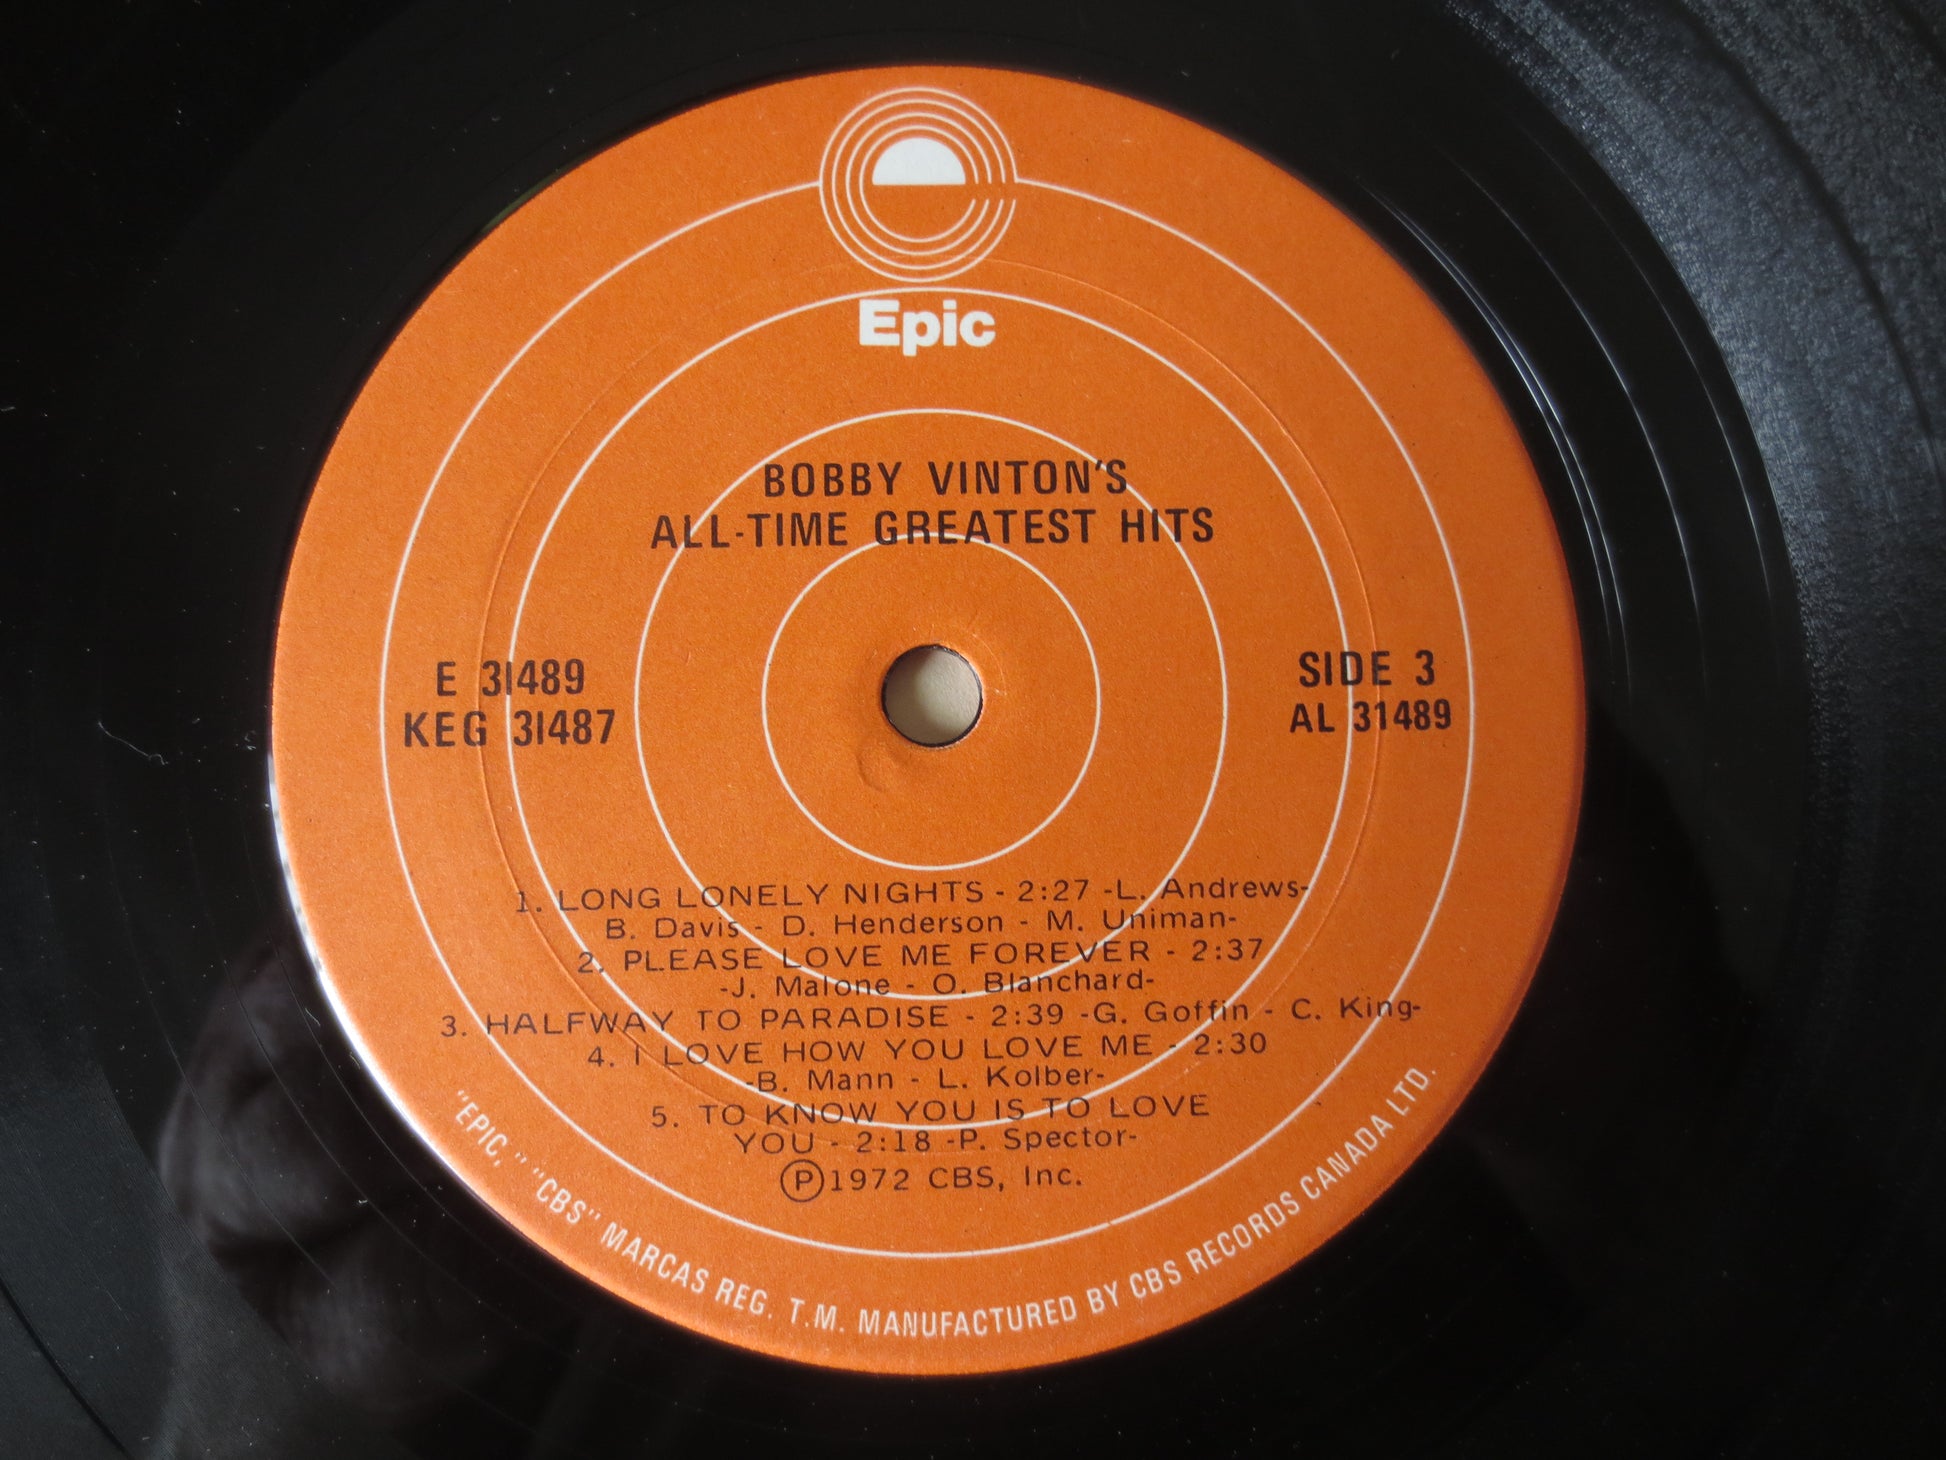 Epic
BOBBY VINTON'S
ALL-TIME GREATEST HITS
E 31489
KEG 31487
SIDE 3
AL 31489
1. LONG LONELY NIGHTS - 2:27 -L. Andrews-
B. Davis - D. Henderson - M. Uniman-
2. PLEASE LOVE ME FOREVER - 2:37
-J. Malone - O. Blanchard-
3. HALFWAY TO PARADISE - 2:39 -G. Goffin - C. King-
4. I LOVE HOW YOU LOVE ME - 2:30
-B. Mann - L. Kolber-
5. TO KNOW YOU IS TO LOVE
YOU - 2:18 -P. Spector-
Ⓟ1972 CBS, Inc.
"EPIC," "CBS" MARCAS REG. T.M. MANUFACTURED BY CBS RECORDS CANADA LTD.